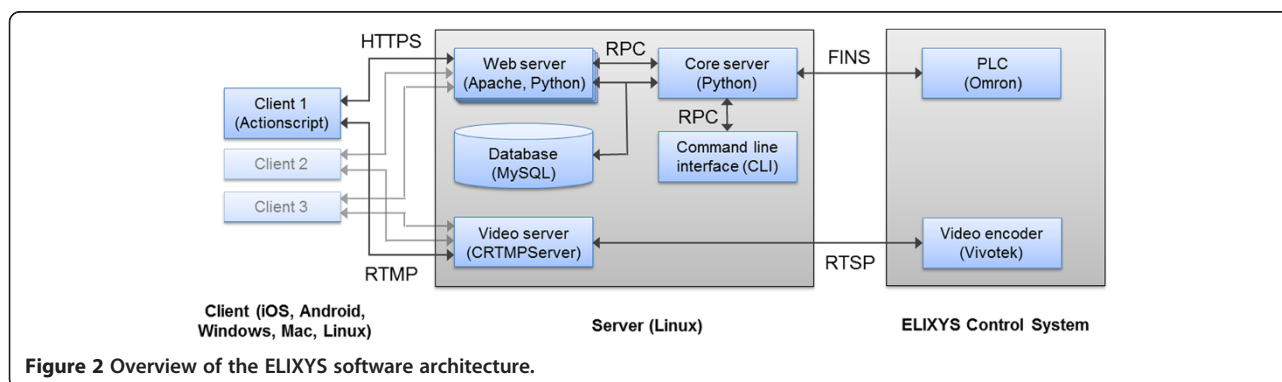 HTTPS
RPC
FINS
Web server
(Apache, Python)
Core server
(Python)
PLC
(Omron)
Client 1
(Actionscript)
RPC
Client 2
Database
(MySQL)
Command line
interface (CLI)
Client 3
Video server
(CRTMPServer)
Video encoder
(Vivotek)
RTMP
RTSP
Client (iOS, Android,
Windows, Mac, Linux)
Server (Linux)
ELIXYS Control System
Figure 2 Overview of the ELIXYS software architecture.